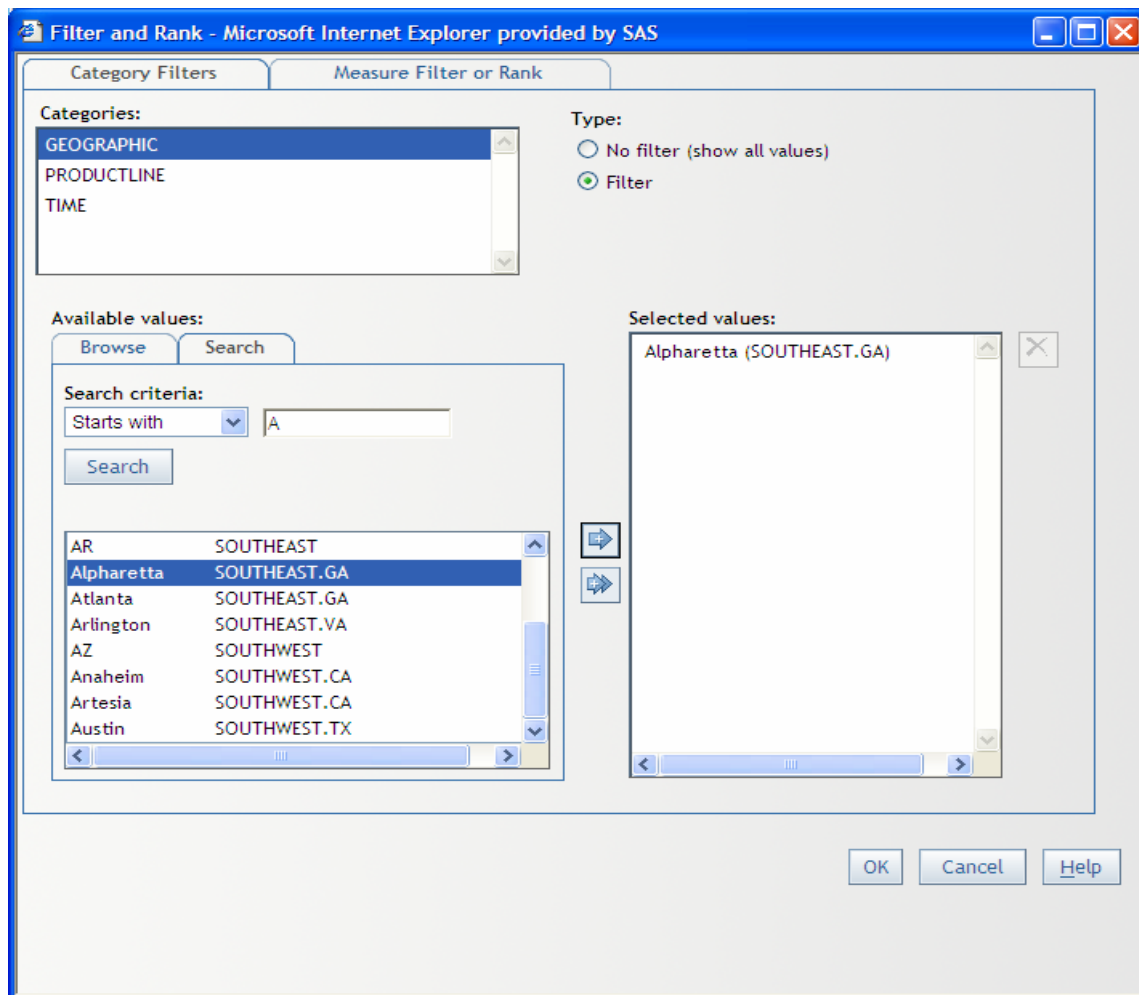 Filter and Rank - Microsoft Internet Explorer provided by SAS
Category Filters Measure Filter or Rank
Categories:
GEOGRAPHIC
PRODUCTLINE
TIME
Type:
No filter (show all values)
Filter
Available values:
Browse Search
Search criteria:
Starts with A
Search
AR SOUTHEAST
Alpharetta SOUTHEAST.GA
Atlanta SOUTHEAST.GA
Arlington SOUTHEAST.VA
AZ SOUTHWEST
Anaheim SOUTHWEST.CA
Artesia SOUTHWEST.CA
Austin SOUTHWEST.TX
Selected values:
Alpharetta (SOUTHEAST.GA)
OK Cancel Help